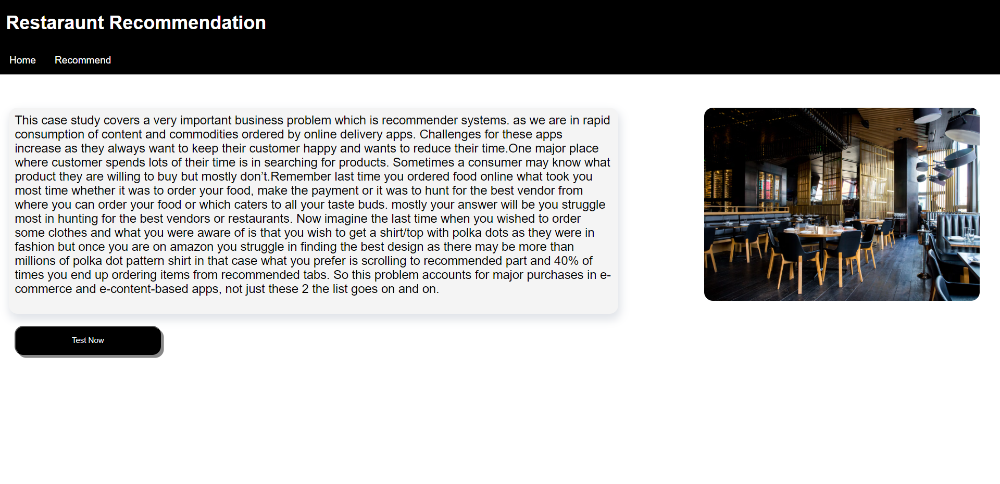 Restaraunt Recommendation
Home Recommend
This case study covers a very important business problem which is recommender systems. as we are in rapid
consumption of content and commodities ordered by online delivery apps. Challenges for these apps
increase as they always want to keep their customer happy and wants to reduce their time.One major place
where customer spends lots of their time is in searching for products. Sometimes a consumer may know what
product they are willing to buy but mostly don’t.Remember last time you ordered food online what took you
most time whether it was to order your food, make the payment or it was to hunt for the best vendor from
where you can order your food or which caters to all your taste buds. mostly your answer will be you struggle
most in hunting for the best vendors or restaurants. Now imagine the last time when you wished to order
some clothes and what you were aware of is that you wish to get a shirt/top with polka dots as they were in
fashion but once you are on amazon you struggle in finding the best design as there may be more than
millions of polka dot pattern shirt in that case what you prefer is scrolling to recommended part and 40% of
times you end up ordering items from recommended tabs. So this problem accounts for major purchases in e-
commerce and e-content-based apps, not just these 2 the list goes on and on.
Test Now